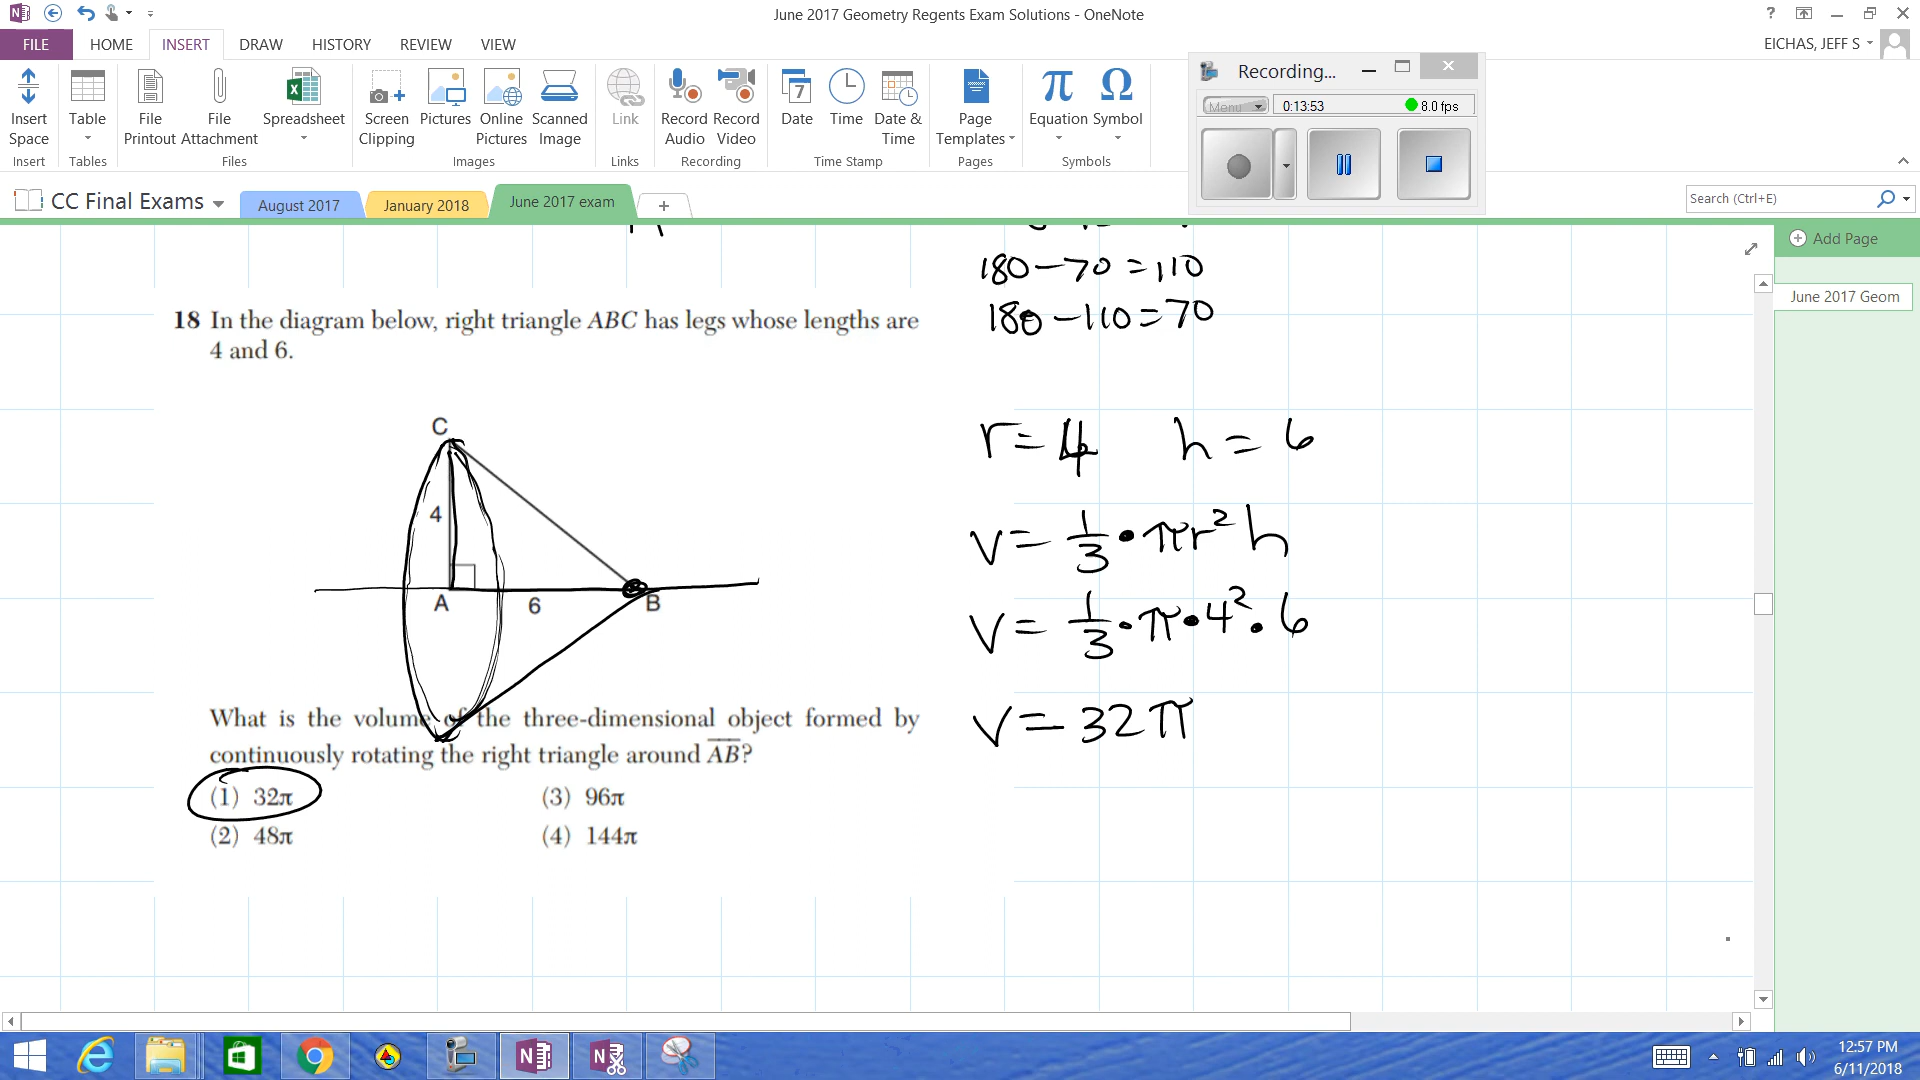 June 2017 Geometry Regents Exam Solutions - OneNote
FILE HOME INSERT DRAW HISTORY REVIEW VIEW
EICHAS, JEFF S
Insert Space
Table
File Printout
File Attachment
Spreadsheet
Screen Clipping
Pictures
Online Pictures
Scanned Image
Link
Record Audio
Record Video
Date
Time
Date & Time
Page Templates
Equation
Symbol
Insert Tables Files Images Links Recording Time Stamp Pages Symbols
Recording...
Menu 0:13:53 8.0 fps
CC Final Exams August 2017 January 2018 June 2017 exam +
Search (Ctrl+E)
Add Page
June 2017 Geom
180-70=110
180-110=70
18 In the diagram below, right triangle ABC has legs whose lengths are
4 and 6.
C
4
A 6 B
r=4 h=6
V=1/3•πr²h
V=1/3•π•4²•6
V=32π
What is the volume of the three-dimensional object formed by
continuously rotating the right triangle around AB?
(1) 32π (3) 96π
(2) 48π (4) 144π
12:57 PM
6/11/2018